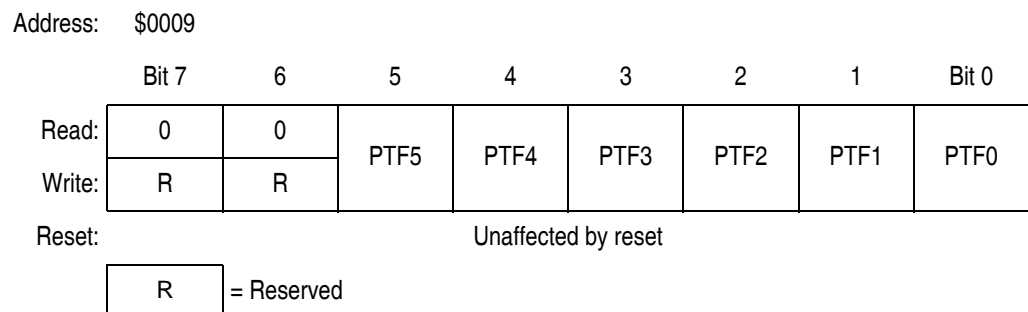 Address: $0009
Bit 7 6 5 4 3 2 1 Bit 0
Read: 0 0 PTF5 PTF4 PTF3 PTF2 PTF1 PTF0
Write: R R
Reset: Unaffected by reset
R = Reserved